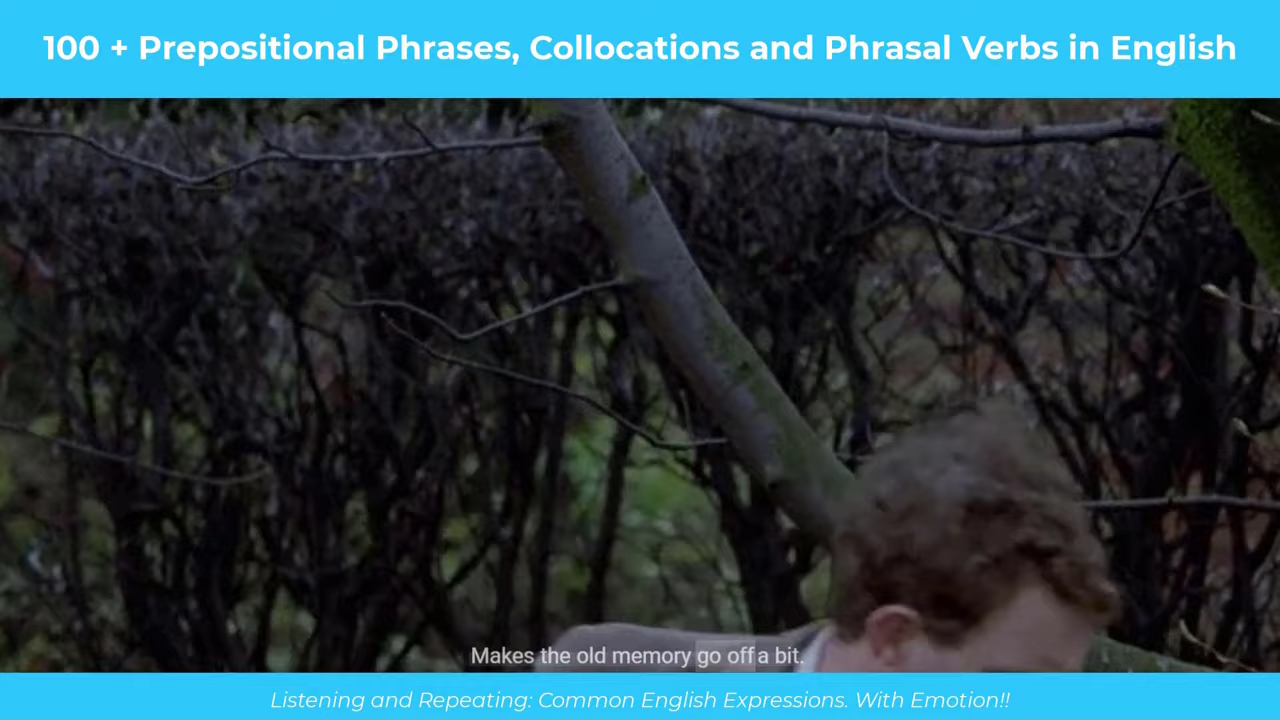 100 + Prepositional Phrases, Collocations and Phrasal Verbs in English
Makes the old memory go off a bit.
Listening and Repeating: Common English Expressions. With Emotion!!